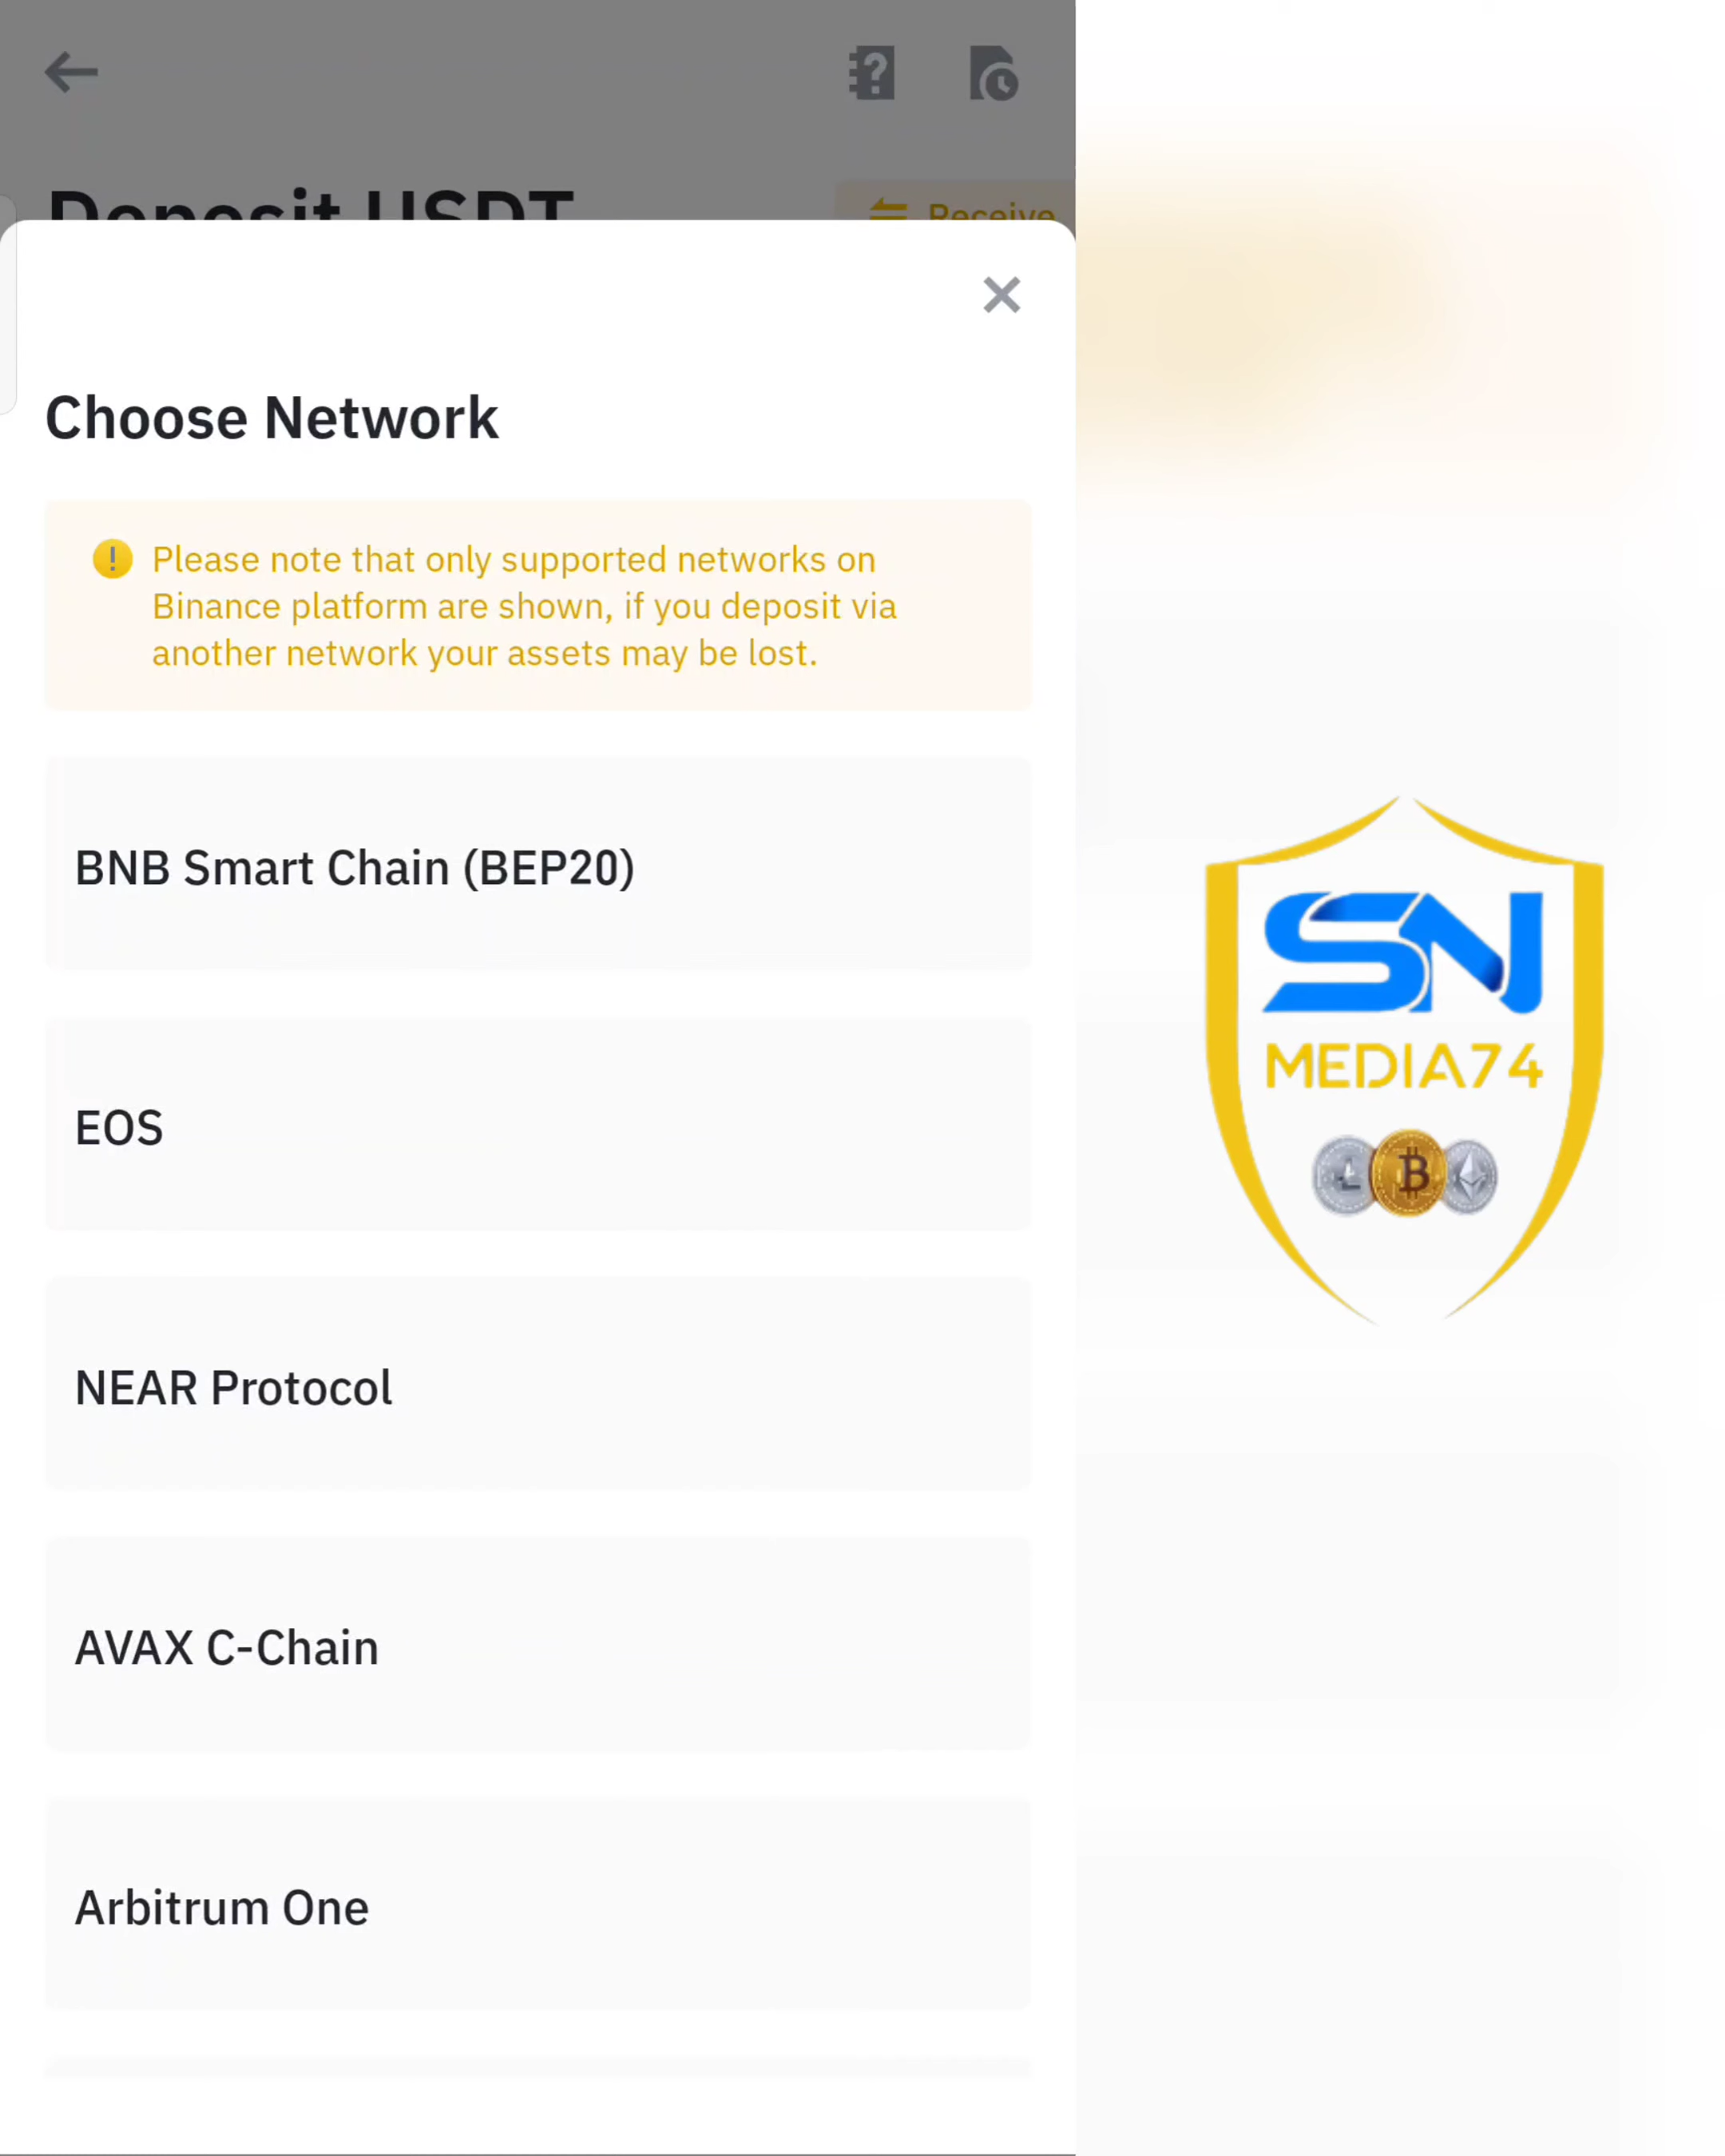 Deposit USDT
Receive
Choose Network
Please note that only supported networks on
Binance platform are shown, if you deposit via
another network your assets may be lost.
BNB Smart Chain (BEP20)
EOS
NEAR Protocol
AVAX C-Chain
Arbitrum One
SN
MEDIA74